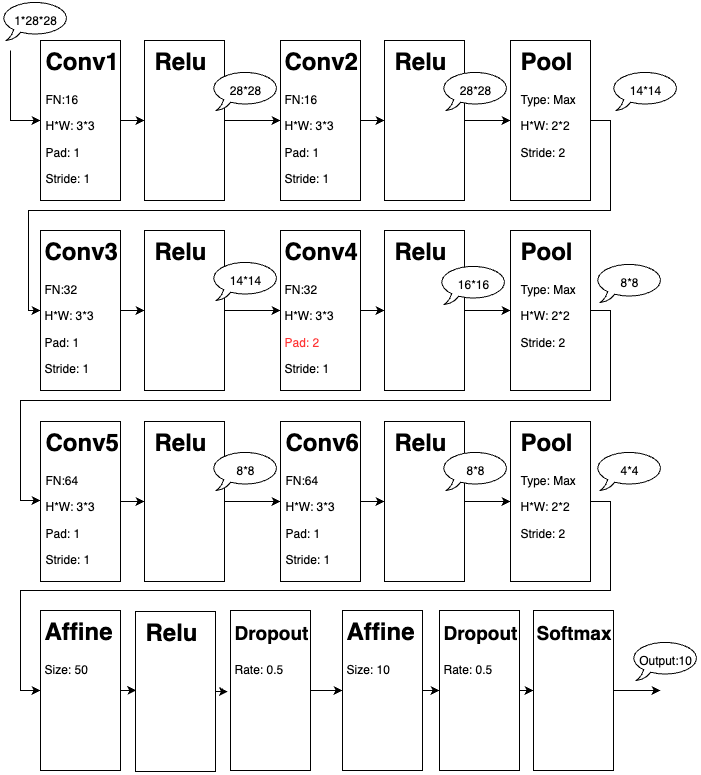 1*28*28
Conv1
FN:16
H*W: 3*3
Pad: 1
Stride: 1
Relu
28*28
Conv2
FN:16
H*W: 3*3
Pad: 1
Stride: 1
Relu
28*28
Pool
Type: Max
H*W: 2*2
Stride: 2
14*14
Conv3
FN:32
H*W: 3*3
Pad: 1
Stride: 1
Relu
14*14
Conv4
FN:32
H*W: 3*3
Pad: 2
Stride: 1
Relu
16*16
Pool
Type: Max
H*W: 2*2
Stride: 2
8*8
Conv5
FN:64
H*W: 3*3
Pad: 1
Stride: 1
Relu
8*8
Conv6
FN:64
H*W: 3*3
Pad: 1
Stride: 1
Relu
8*8
Pool
Type: Max
H*W: 2*2
Stride: 2
4*4
Affine
Size: 50
Relu
Dropout
Rate: 0.5
Affine
Size: 10
Dropout
Rate: 0.5
Softmax
Output:10